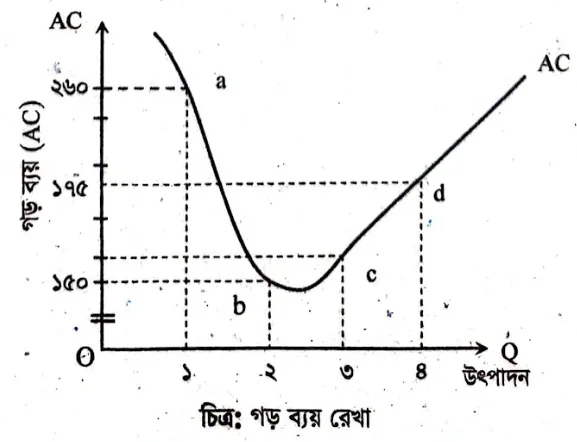 AC
AC
২৬০
a
গড় ব্যয় (AC)
১৭৫
d
c
১৫০
b
O
Q
১ ২ ৩ ৪
উৎপাদন
চিত্র: গড় ব্যয় রেখা